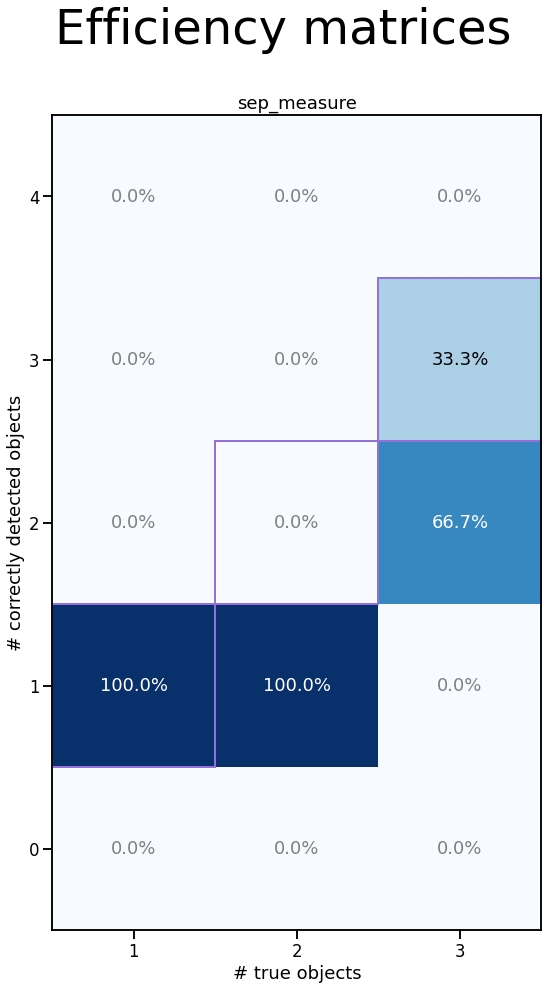 Efficiency matrices
sep_measure
4 0.0% 0.0% 0.0%
3 0.0% 0.0% 33.3%
2 0.0% 0.0% 66.7%
1 100.0% 100.0% 0.0%
0 0.0% 0.0% 0.0%
# correctly detected objects
1 2 3
# true objects